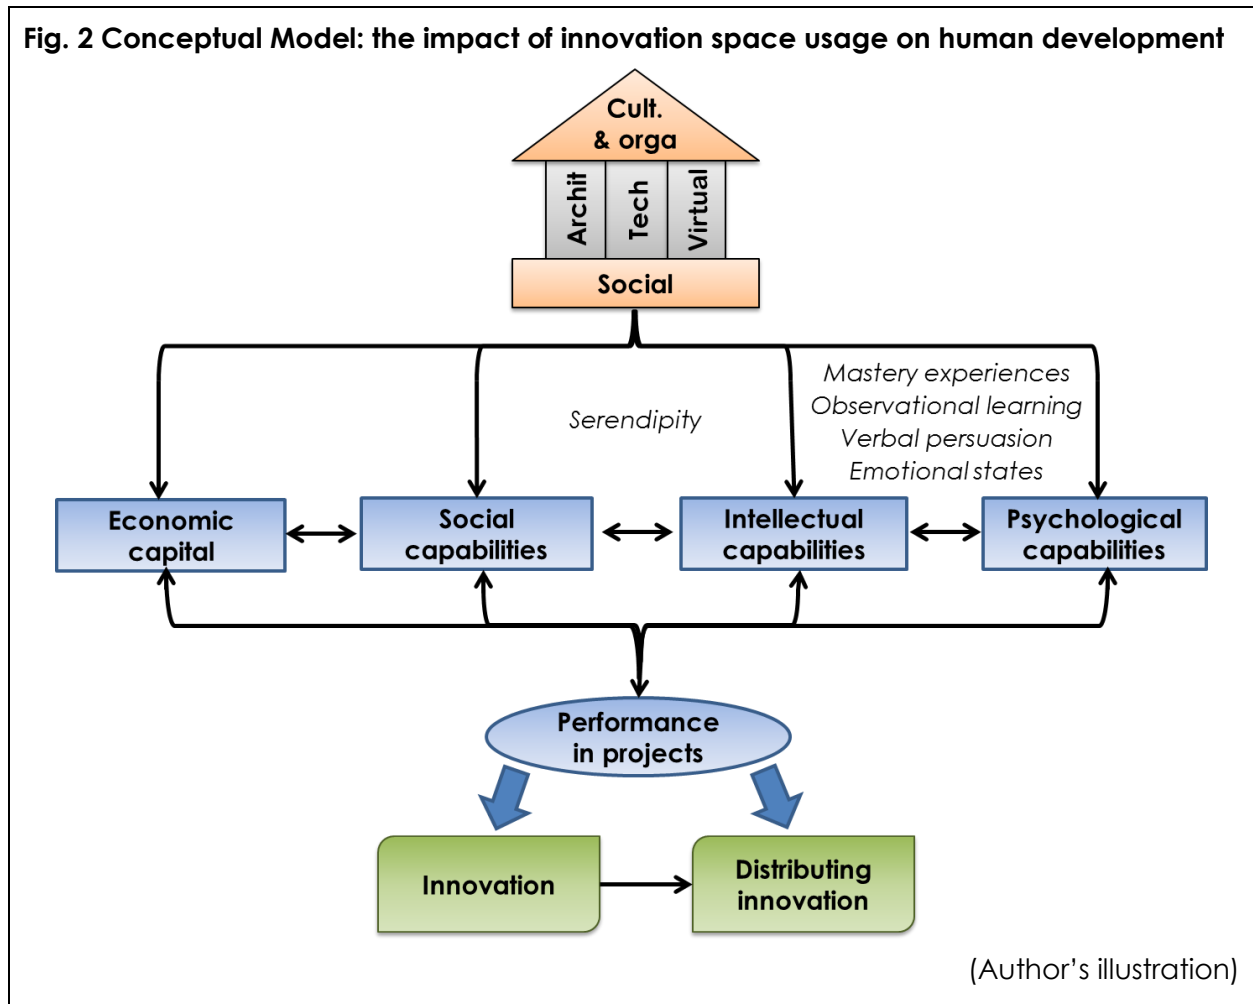 Fig. 2 Conceptual Model: the impact of innovation space usage on human development
Cult.
& orga
Archit
Tech
Virtual
Social
Mastery experiences
Observational learning
Verbal persuasion
Emotional states
Serendipity
Economic
capital
Social
capabilities
Intellectual
capabilities
Psychological
capabilities
Performance
in projects
Innovation
Distributing
innovation
(Author's illustration)